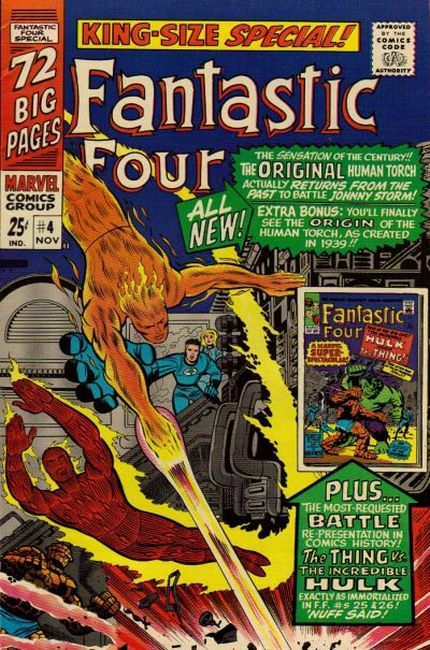 FANTASTIC
FOUR
SPECIAL
KING-SIZE SPECIAL!
APPROVED
BY THE
COMICS
CODE
AUTHORITY
72
BIG
PAGES
Fantastic
Four
MARVEL
COMICS
GROUP
25¢
IND.
#4
NOV
ALL
NEW!
THE SENSATION OF THE CENTURY!!
THE ORIGINAL HUMAN TORCH
ACTUALLY RETURNS FROM THE
PAST TO BATTLE JOHNNY STORM!
EXTRA BONUS: YOU'LL FINALLY
SEE THE ORIGIN OF THE
HUMAN TORCH, AS CREATED
IN 1939!!
Fantastic
Four
A MARVEL
SUPER-
SPECTACULAR!
HULK
THE THING!
PLUS...
THE MOST-REQUESTED
BATTLE
RE-PRESENTATION IN
COMICS HISTORY!
The THING Vs.
THE INCREDIBLE
HULK
EXACTLY AS IMMORTALIZED
IN F.F. #s 25 & 26!
'NUFF SAID!